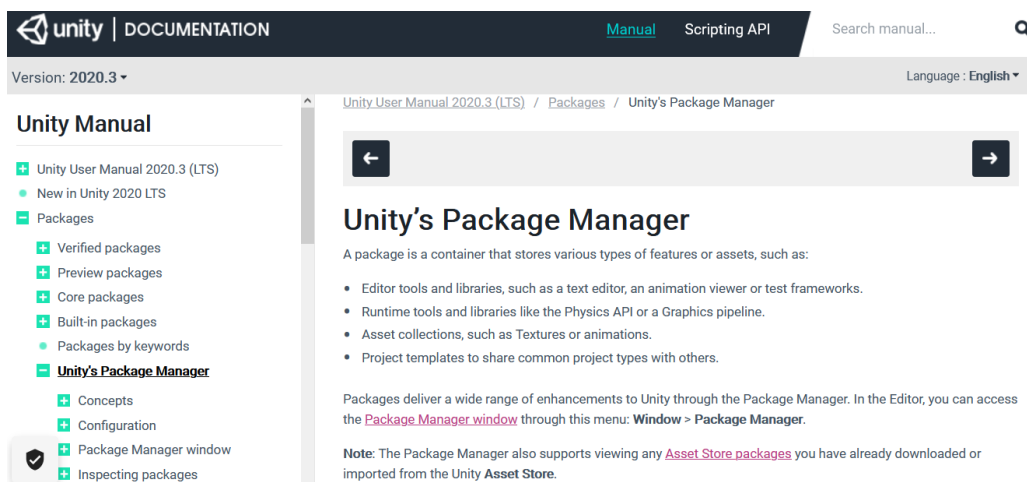 unity | DOCUMENTATION
Manual
Scripting API
Search manual...
Version: 2020.3
Language : English
Unity Manual
Unity User Manual 2020.3 (LTS)
New in Unity 2020 LTS
Packages
Verified packages
Preview packages
Core packages
Built-in packages
Packages by keywords
Unity's Package Manager
Concepts
Configuration
Package Manager window
Inspecting packages
Unity User Manual 2020.3 (LTS) / Packages / Unity's Package Manager
Unity’s Package Manager
A package is a container that stores various types of features or assets, such as:
• Editor tools and libraries, such as a text editor, an animation viewer or test frameworks.
• Runtime tools and libraries like the Physics API or a Graphics pipeline.
• Asset collections, such as Textures or animations.
• Project templates to share common project types with others.
Packages deliver a wide range of enhancements to Unity through the Package Manager. In the Editor, you can access
the Package Manager window through this menu: Window > Package Manager.
Note: The Package Manager also supports viewing any Asset Store packages you have already downloaded or
imported from the Unity Asset Store.